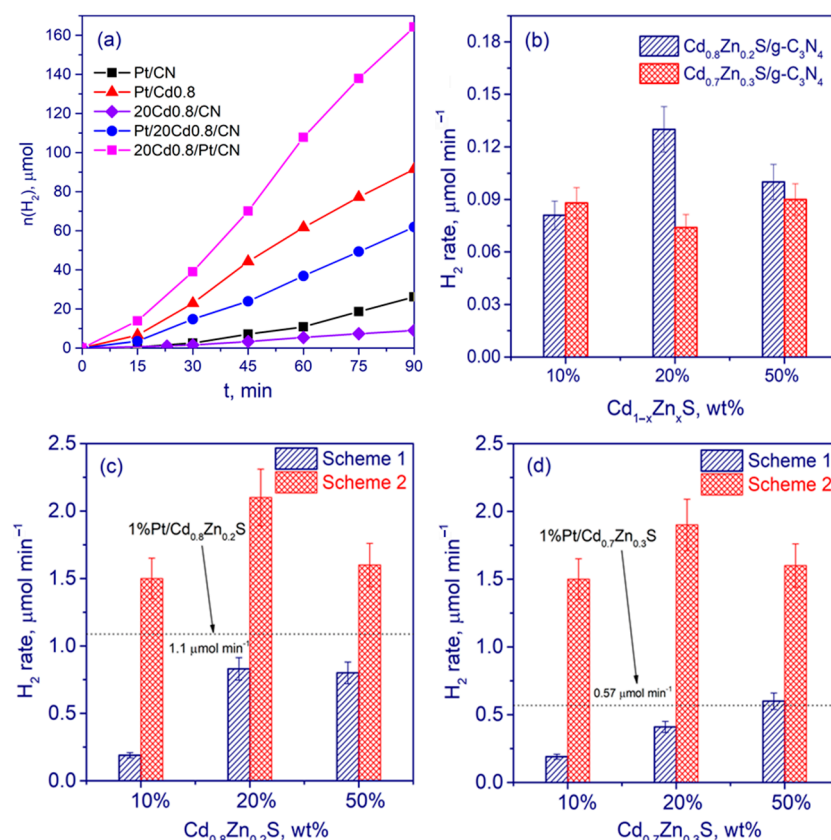 (a)
160
140
120
100
80
60
40
20
0
n(H₂), μmol
Pt/CN
Pt/Cd0.8
20Cd0.8/CN
Pt/20Cd0.8/CN
20Cd0.8/Pt/CN
0 15 30 45 60 75 90
t, min
(b)
Cd₀.₈Zn₀.₂S/g-C₃N₄
Cd₀.₇Zn₀.₃S/g-C₃N₄
0.18
0.15
0.12
0.09
0.06
0.03
0.00
H₂ rate, μmol min⁻¹
10% 20% 50%
Cd₁₋ₓZnₓS, wt%
(c)
Scheme 1
Scheme 2
2.5
2.0
1.5
1.0
0.5
0.0
H₂ rate, μmol min⁻¹
1%Pt/Cd₀.₈Zn₀.₂S
1.1 μmol min⁻¹
10% 20% 50%
Cd₀.₈Zn₀.₂S, wt%
(d)
Scheme 1
Scheme 2
2.5
2.0
1.5
1.0
0.5
0.0
H₂ rate, μmol min⁻¹
1%Pt/Cd₀.₇Zn₀.₃S
0.57 μmol min⁻¹
10% 20% 50%
Cd₀.₇Zn₀.₃S, wt%